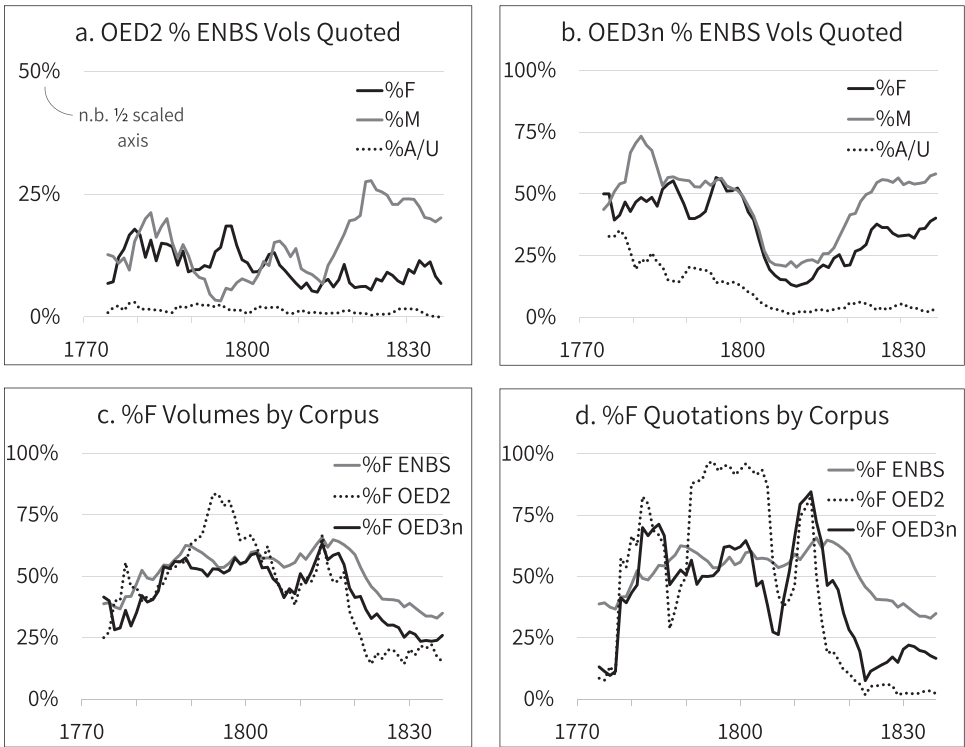 a. OED2 % ENBS Vols Quoted
50%
n.b. ½ scaled
axis
%F
%M
%A/U
25%
0%
1770 1800 1830
b. OED3n % ENBS Vols Quoted
100%
%F
%M
75%
%A/U
50%
25%
0%
1770 1800 1830
c. %F Volumes by Corpus
100%
%F ENBS
%F OED2
75%
%F OED3n
50%
25%
0%
1770 1800 1830
d. %F Quotations by Corpus
100%
%F ENBS
%F OED2
75%
%F OED3n
50%
25%
0%
1770 1800 1830